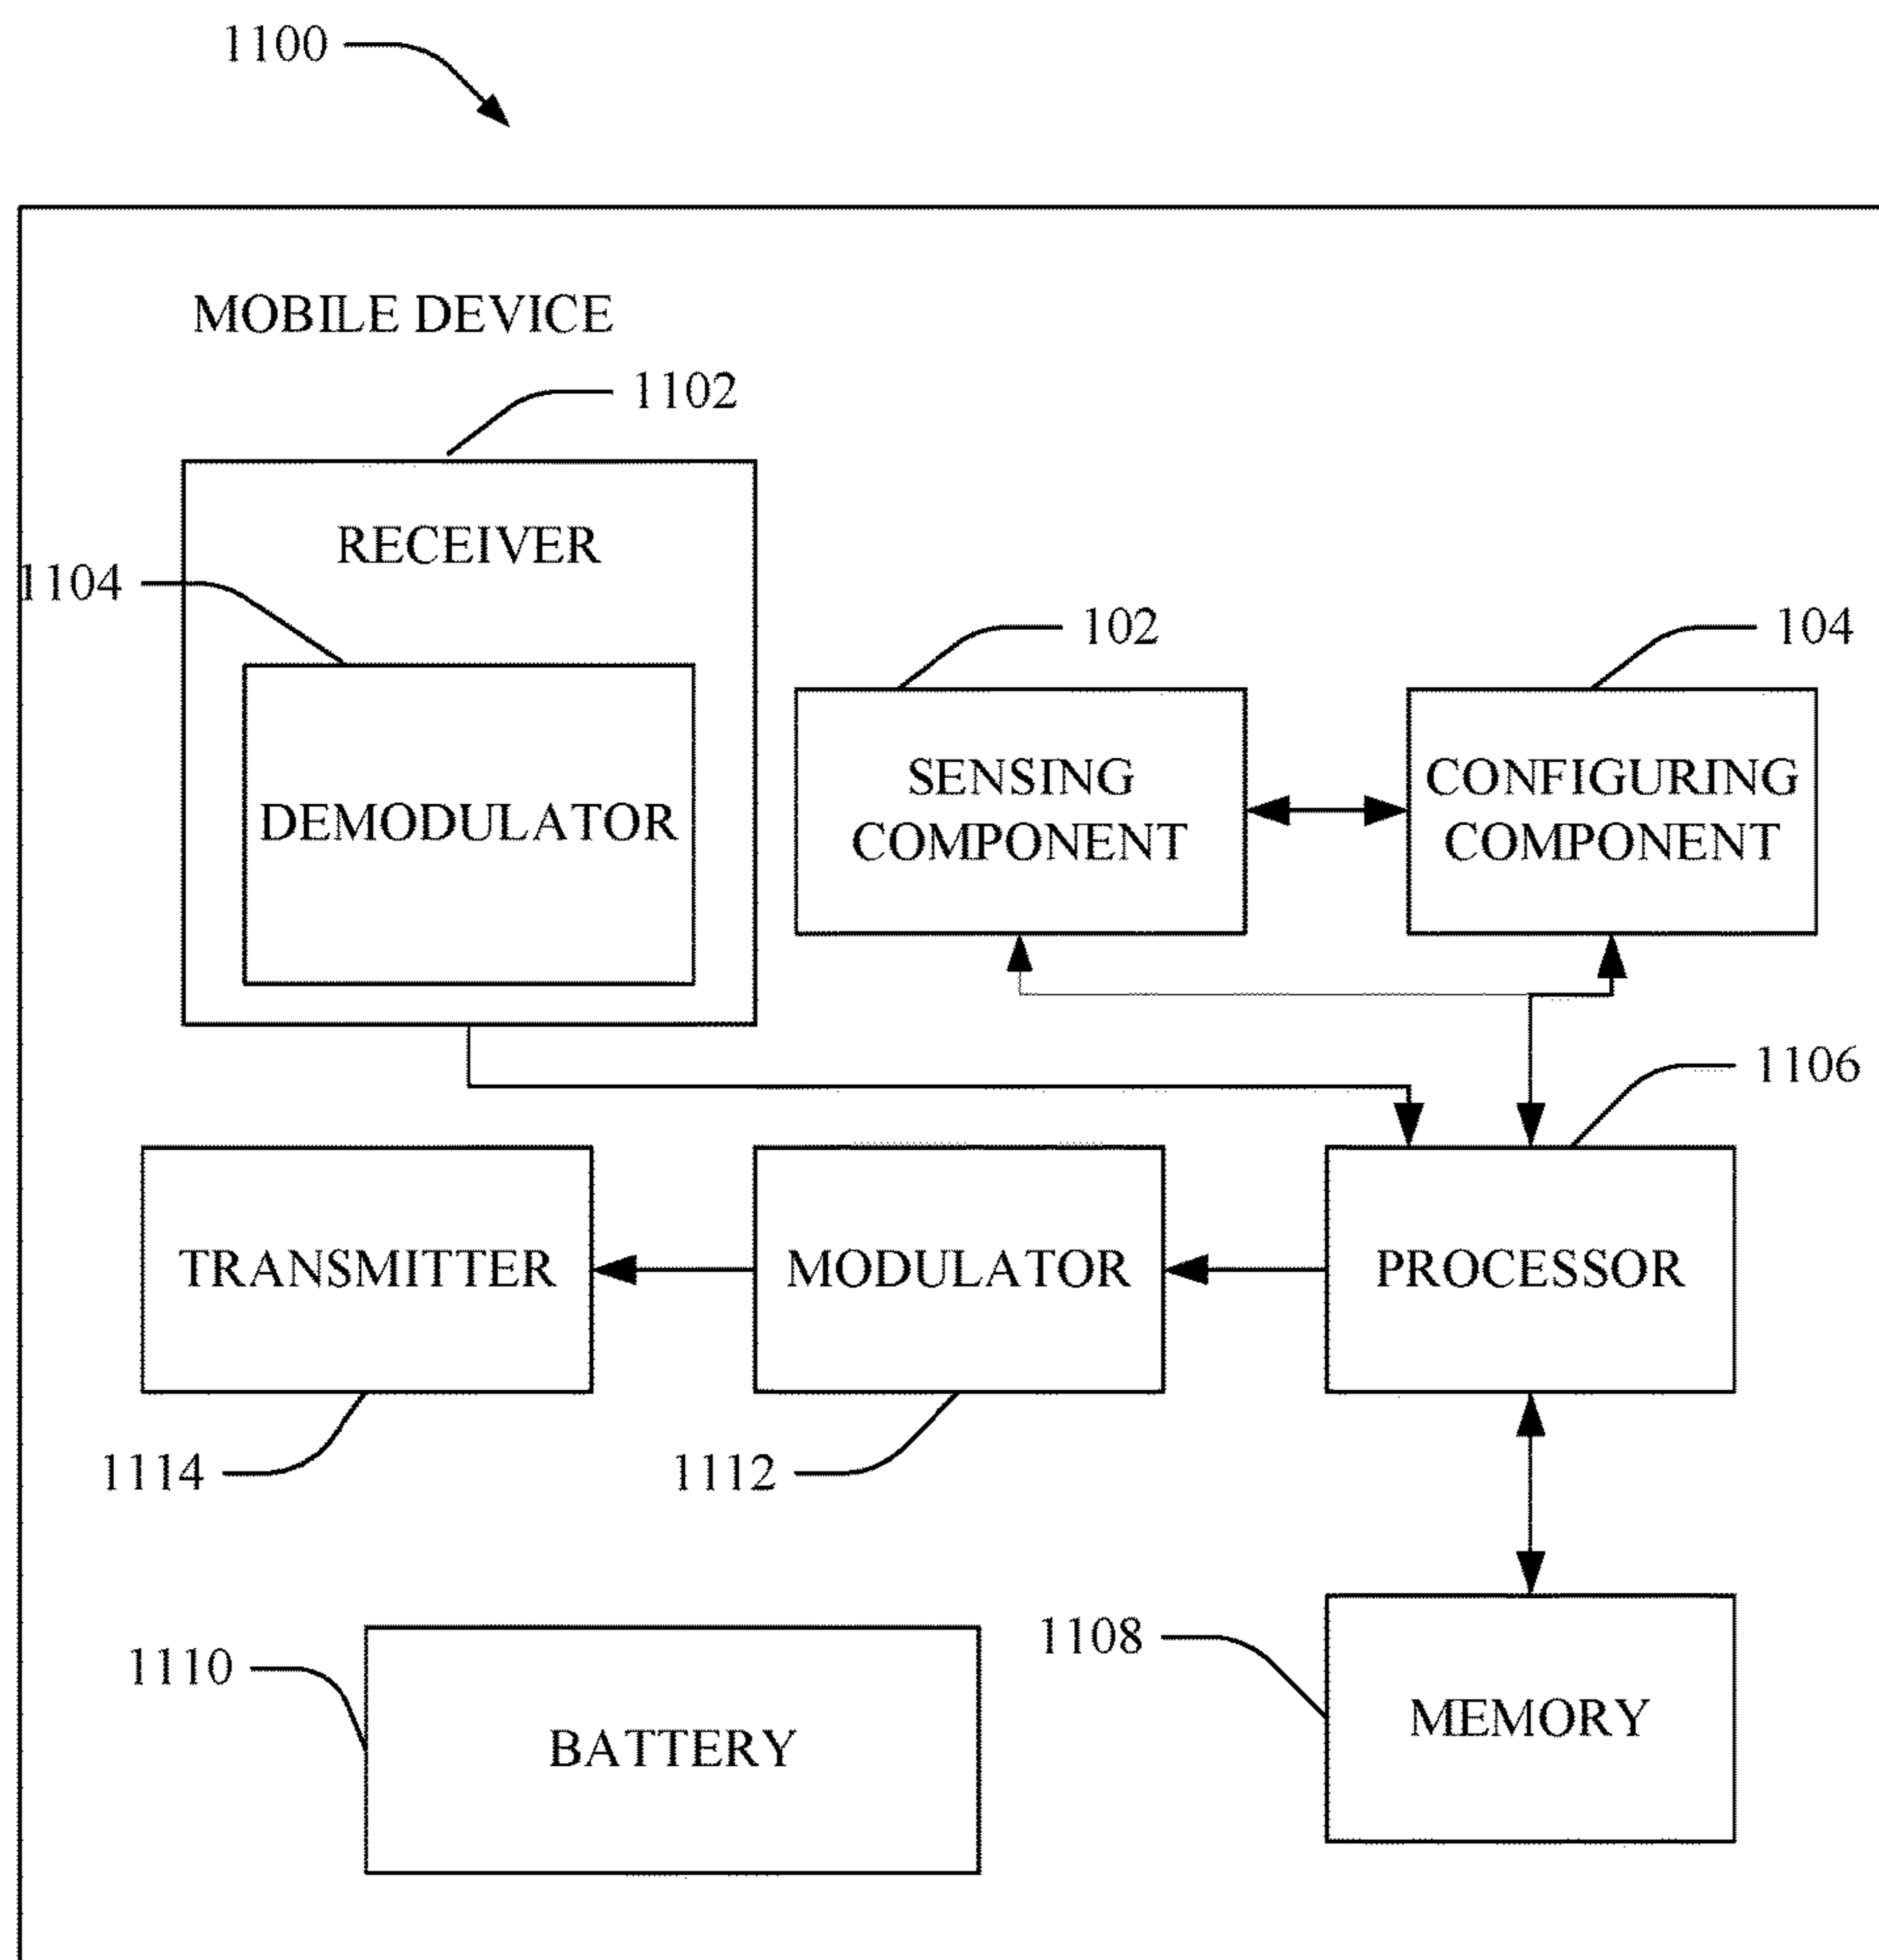 1100
MOBILE DEVICE
1102
RECEIVER
1104
DEMODULATOR
102
SENSING
COMPONENT
104
CONFIGURING
COMPONENT
1106
TRANSMITTER
MODULATOR
PROCESSOR
1114
1112
1110
BATTERY
1108
MEMORY